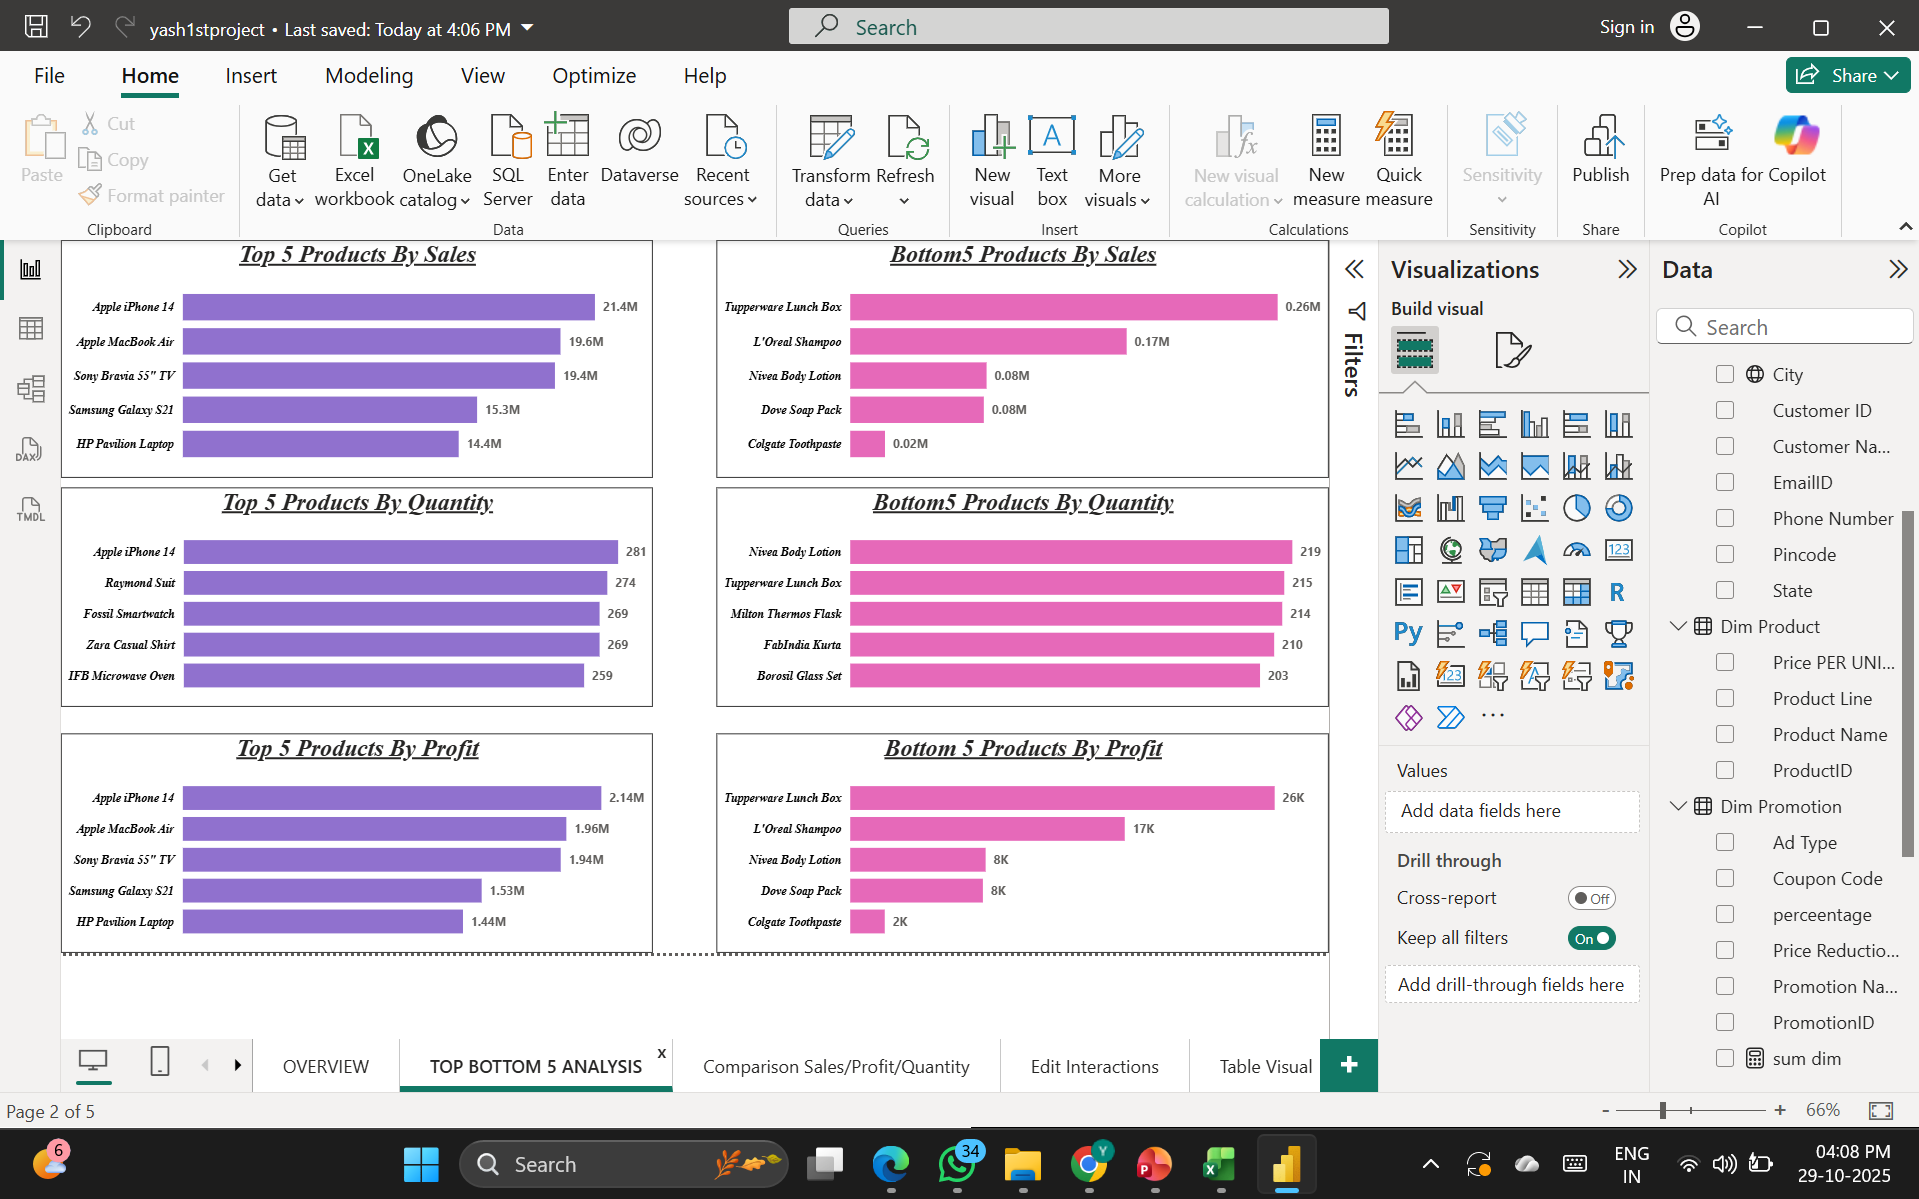 yash1stproject • Last saved: Today at 4:06 PM
Search
Sign in
File
Home
Insert
Modeling
View
Optimize
Help
Share
Paste
Cut
Copy
Format painter
Clipboard
Get data
Excel workbook
OneLake catalog
SQL Server
Enter data
Dataverse
Recent sources
Data
Transform data
Refresh
Queries
New visual
Text box
More visuals
Insert
New visual calculation
New measure
Quick measure
Calculations
Sensitivity
Sensitivity
Publish
Share
Prep data for AI
Copilot
Copilot
DAX
TMDL
Top 5 Products By Sales
Apple iPhone 14 21.4M
Apple MacBook Air 19.6M
Sony Bravia 55" TV 19.4M
Samsung Galaxy S21 15.3M
HP Pavilion Laptop 14.4M
Bottom5 Products By Sales
Tupperware Lunch Box 0.26M
L'Oreal Shampoo 0.17M
Nivea Body Lotion 0.08M
Dove Soap Pack 0.08M
Colgate Toothpaste 0.02M
Top 5 Products By Quantity
Apple iPhone 14 281
Raymond Suit 274
Fossil Smartwatch 269
Zara Casual Shirt 269
IFB Microwave Oven 259
Bottom5 Products By Quantity
Nivea Body Lotion 219
Tupperware Lunch Box 215
Milton Thermos Flask 214
FabIndia Kurta 210
Borosil Glass Set 203
Top 5 Products By Profit
Apple iPhone 14 2.14M
Apple MacBook Air 1.96M
Sony Bravia 55" TV 1.94M
Samsung Galaxy S21 1.53M
HP Pavilion Laptop 1.44M
Bottom 5 Products By Profit
Tupperware Lunch Box 26K
L'Oreal Shampoo 17K
Nivea Body Lotion 8K
Dove Soap Pack 8K
Colgate Toothpaste 2K
Filters
Visualizations
Build visual
123
R
Py
123
Values
Add data fields here
Drill through
Cross-report Off
Keep all filters On
Add drill-through fields here
Data
Search
City
Customer ID
Customer Na...
EmailID
Phone Number
Pincode
State
Dim Product
Price PER UNI...
Product Line
Product Name
ProductID
Dim Promotion
Ad Type
Coupon Code
perceentage
Price Reductio...
Promotion Na...
PromotionID
sum dim
OVERVIEW
TOP BOTTOM 5 ANALYSIS x
Comparison Sales/Profit/Quantity
Edit Interactions
Table Visual
+
Page 2 of 5
- + 66%
6
Search
34
Y
ENG
IN
04:08 PM
29-10-2025